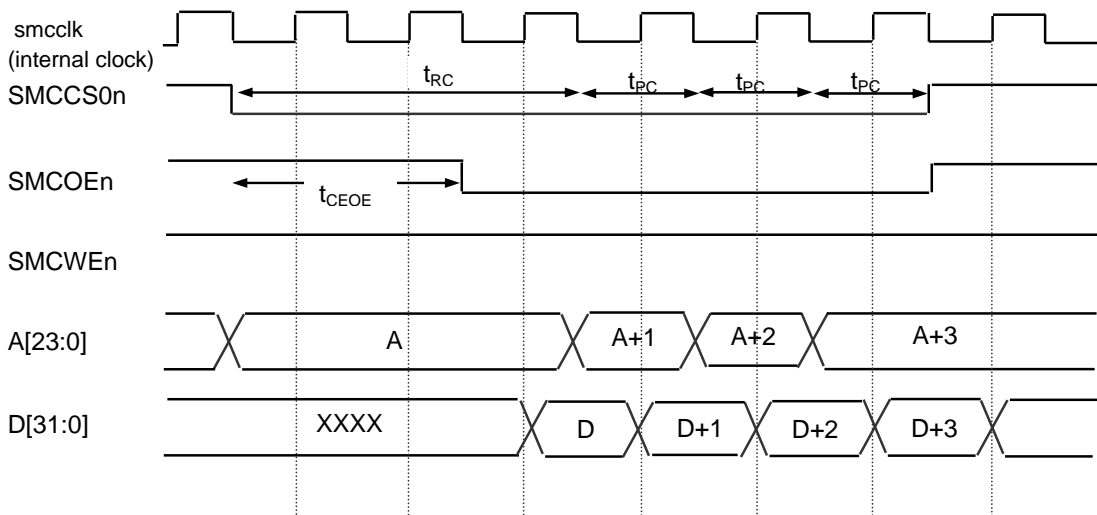 smcclk
(internal clock)
tRC tPC tPC tPC
SMCCS0n
SMCOEn
tCEOE
SMCWEn
A[23:0] A A+1 A+2 A+3
D[31:0] XXXX D D+1 D+2 D+3